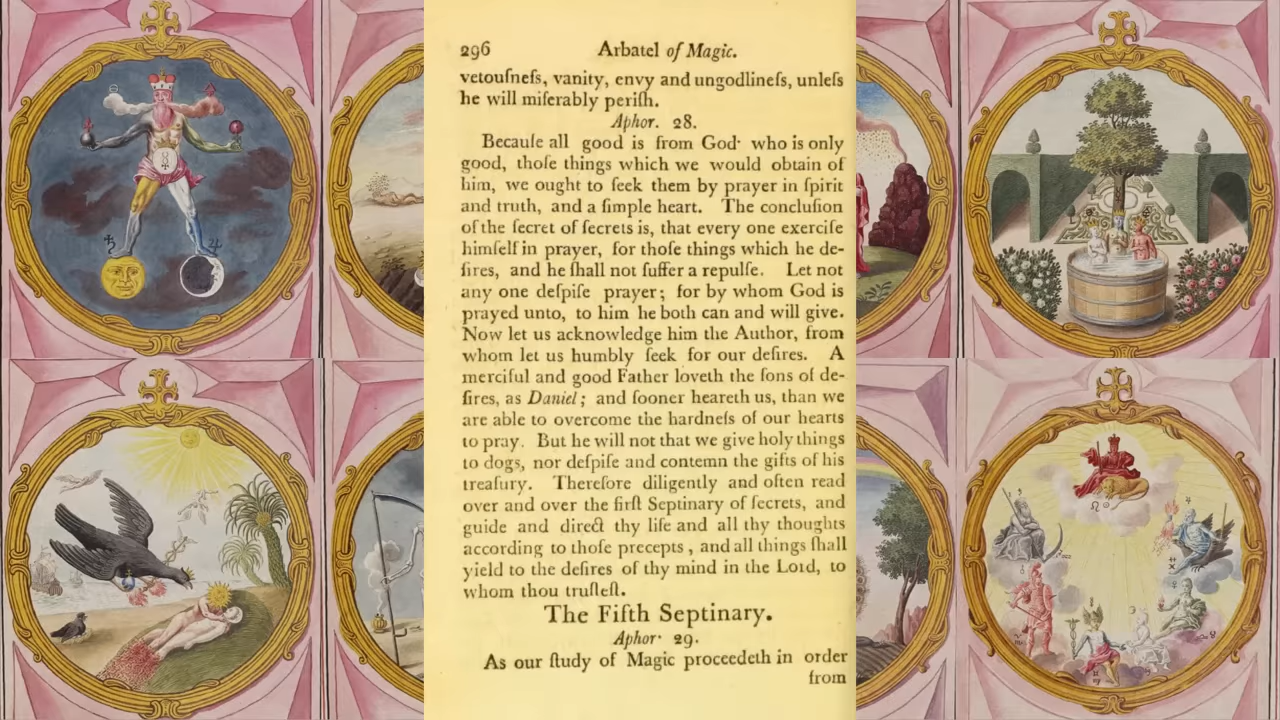 296 Arbatel of Magic.
vetouſneſs, vanity, envy and ungodlineſs, unleſs
he will miſerably periſh.
Aphor. 28.
Becauſe all good is from God· who is only
good, thoſe things which we would obtain of
him, we ought to ſeek them by prayer in ſpirit
and truth, and a ſimple heart. The concluſion
of the ſecret of ſecrets is, that every one exerciſe
himſelf in prayer, for thoſe things which he de-
ſires, and he ſhall not ſuffer a repulſe. Let not
any one deſpiſe prayer; for by whom God is
prayed unto, to him he both can and will give.
Now let us acknowledge him the Author, from
whom let us humbly ſeek for our deſires. A
merciful and good Father loveth the ſons of de-
ſires, as Daniel; and ſooner heareth us, than we
are able to overcome the hardneſs of our hearts
to pray. But he will not that we give holy things
to dogs, nor deſpiſe and contemn the gifts of his
treaſury. Therefore diligently and often read
over and over the firſt Septinary of ſecrets, and
guide and direct thy life and all thy thoughts
according to thoſe precepts, and all things ſhall
yield to the deſires of thy mind in the Lord, to
whom thou truſteſt.
The Fifth Septinary.
Aphor· 29.
As our ſtudy of Magic proceedeth in order
from